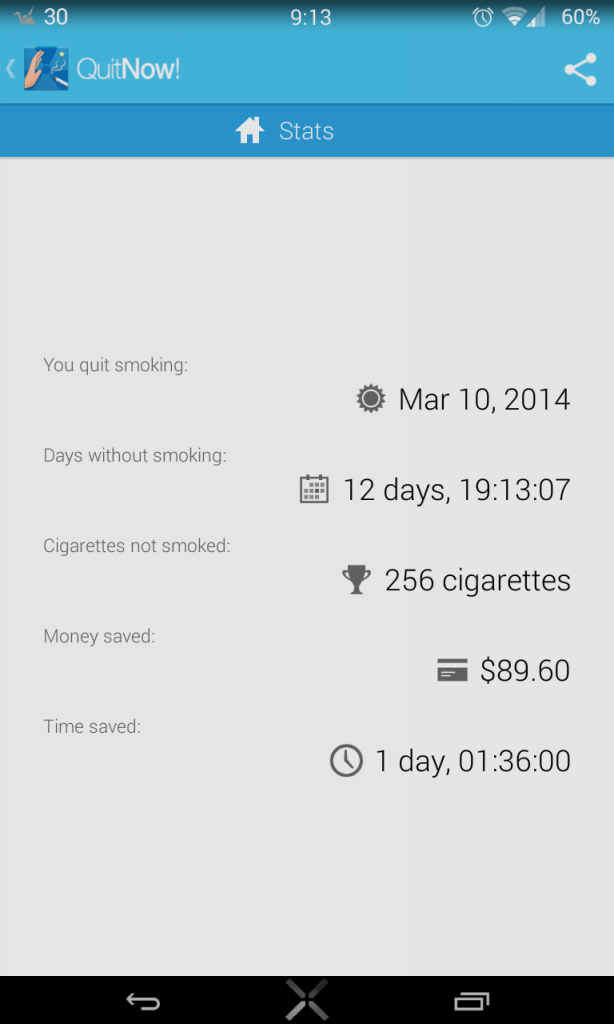 30 9:13 60%
QuitNow!
Stats
You quit smoking:
Mar 10, 2014
Days without smoking:
12 days, 19:13:07
Cigarettes not smoked:
256 cigarettes
Money saved:
$89.60
Time saved:
1 day, 01:36:00